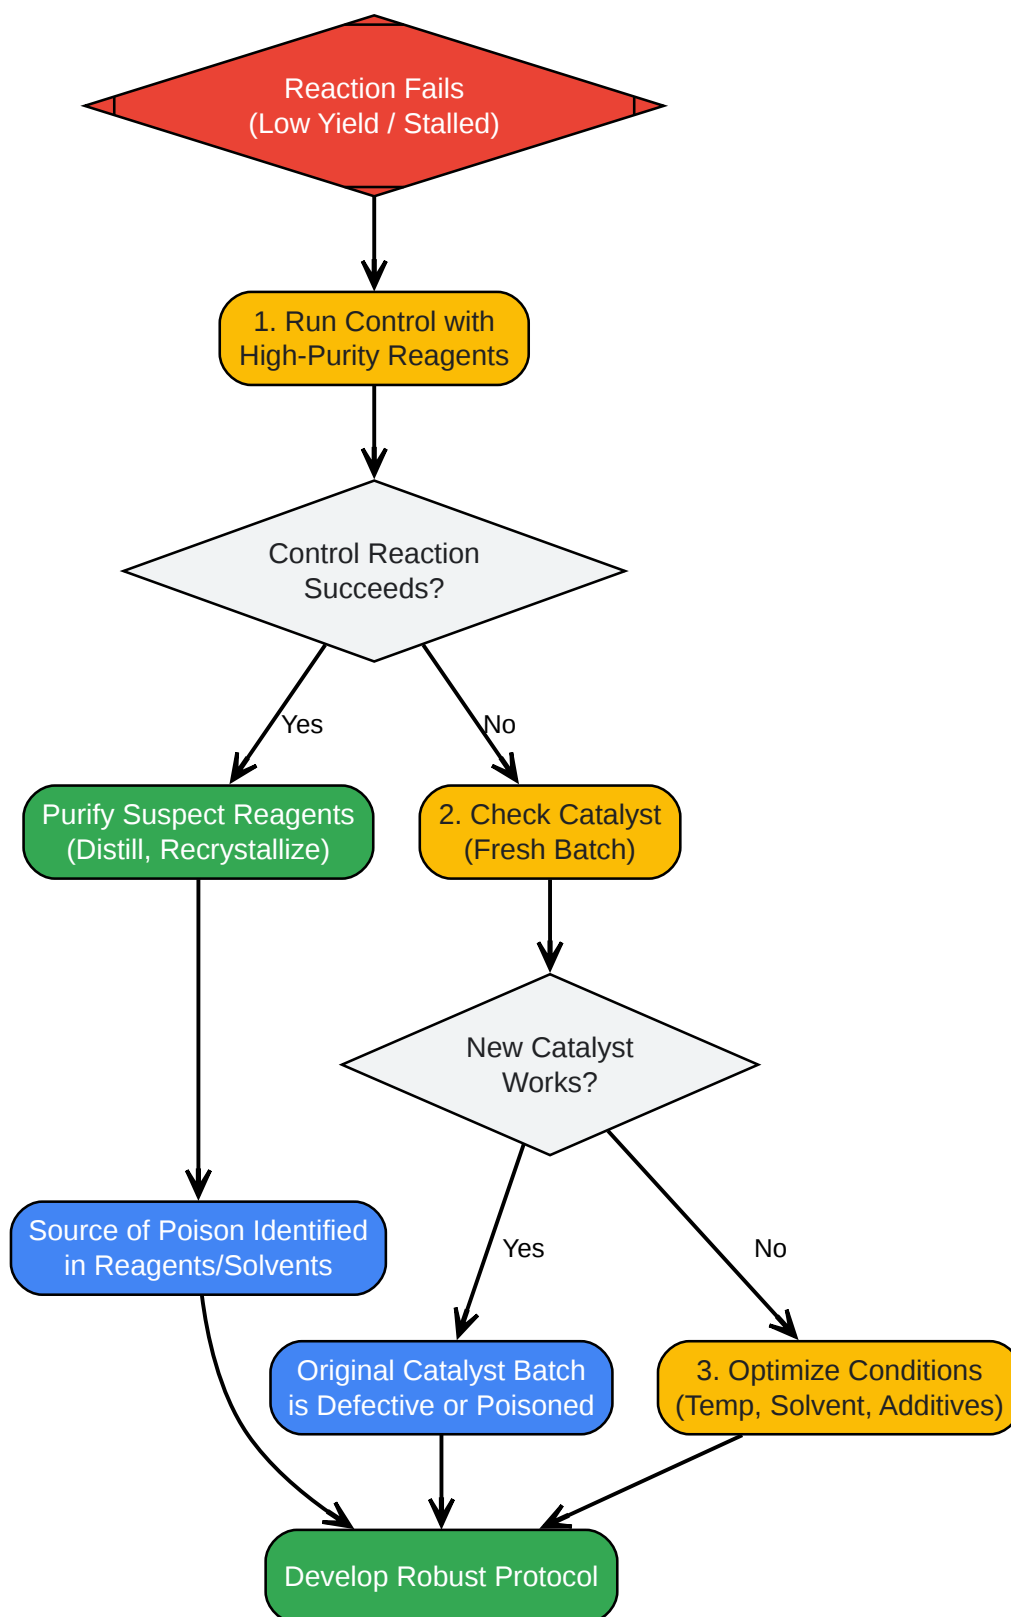 Reaction Fails
(Low Yield / Stalled)
1. Run Control with
High-Purity Reagents
Control Reaction
Succeeds?
Yes
No
Purify Suspect Reagents
(Distill, Recrystallize)
2. Check Catalyst
(Fresh Batch)
New Catalyst
Works?
Source of Poison Identified
in Reagents/Solvents
Yes
No
Original Catalyst Batch
is Defective or Poisoned
3. Optimize Conditions
(Temp, Solvent, Additives)
Develop Robust Protocol